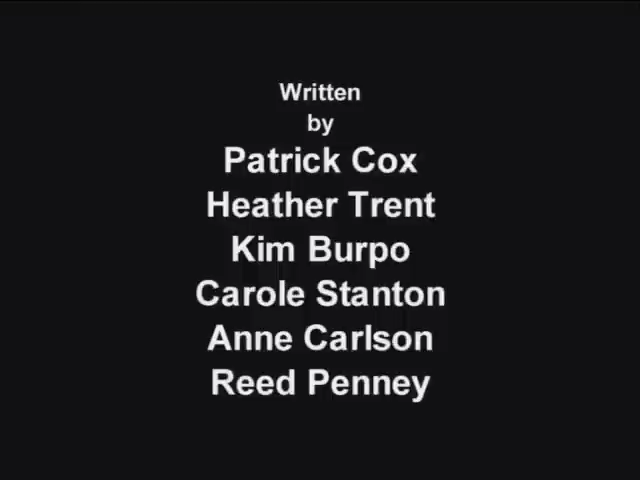 Written
by
Patrick Cox
Heather Trent
Kim Burpo
Carole Stanton
Anne Carlson
Reed Penney